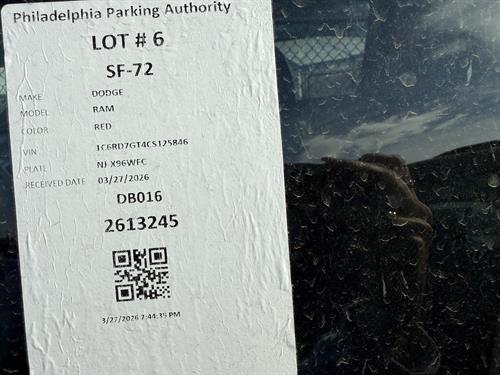 Philadelphia Parking Authority
LOT # 6
SF-72
MAKE DODGE
MODEL RAM
COLOR RED
VIN 1C6RD7GT4CS125846
PLATE NJ-X96WFC
RECEIVED DATE 03/27/2026
DB016
2613245
3/27/2026 7:44:35 PM